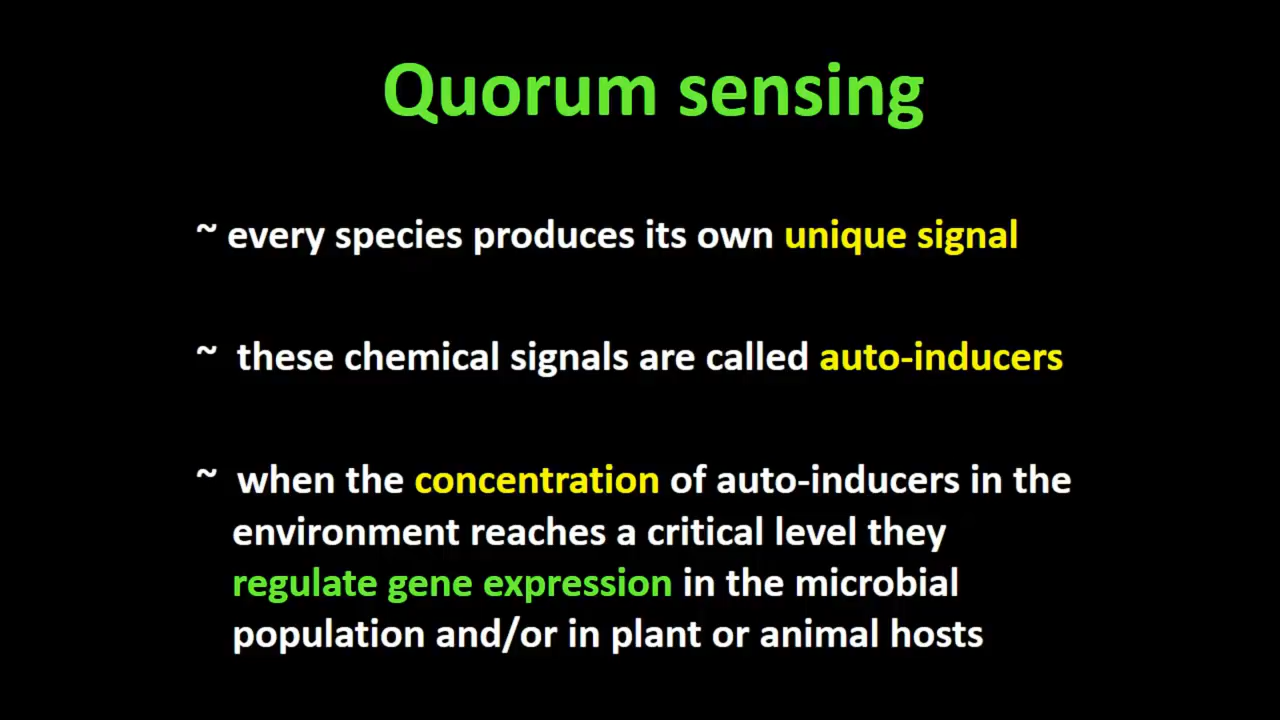 Quorum sensing
~ every species produces its own unique signal
~ these chemical signals are called auto-inducers
~ when the concentration of auto-inducers in the
environment reaches a critical level they
regulate gene expression in the microbial
population and/or in plant or animal hosts